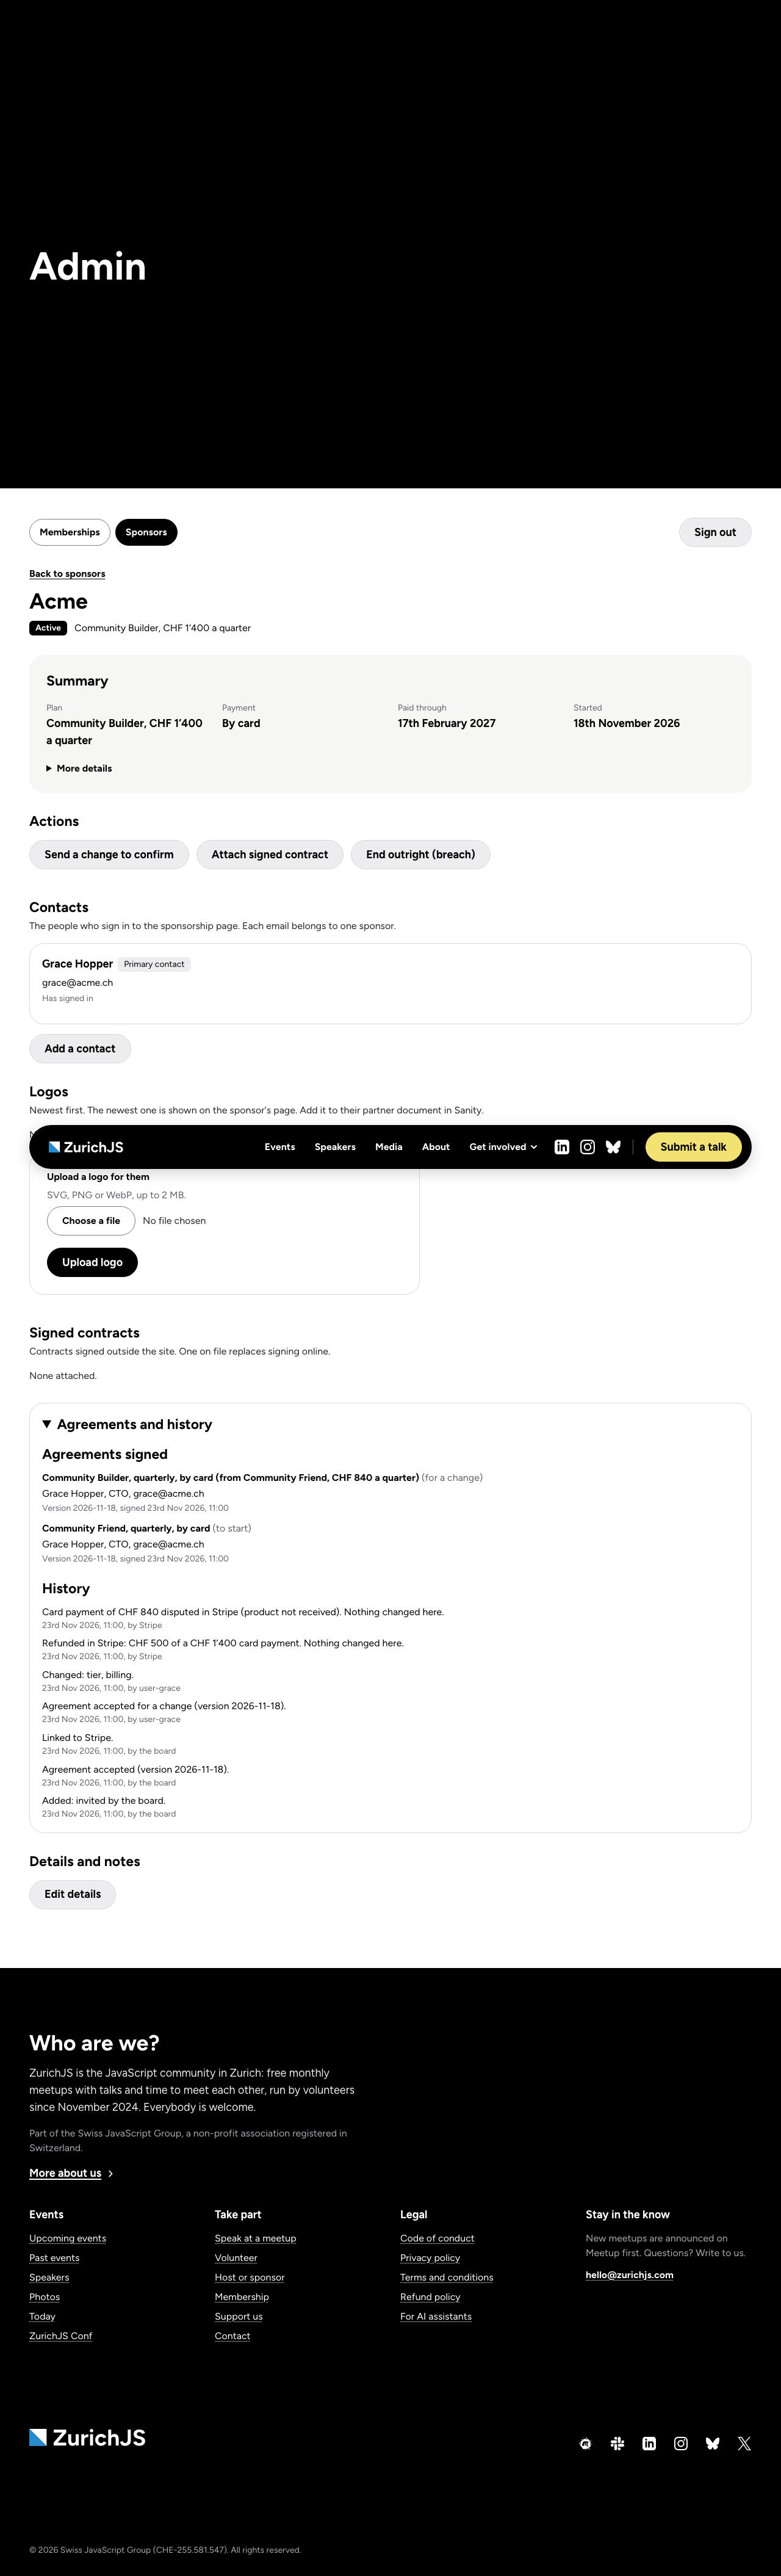 Admin
Memberships
Sponsors
Sign out
Back to sponsors
Acme
Active
Community Builder, CHF 1’400 a quarter
Summary
Plan
Community Builder, CHF 1’400
a quarter
Payment
By card
Paid through
17th February 2027
Started
18th November 2026
More details
Actions
Send a change to confirm
Attach signed contract
End outright (breach)
Contacts
The people who sign in to the sponsorship page. Each email belongs to one sponsor.
Grace Hopper
Primary contact
grace@acme.ch
Has signed in
Add a contact
Logos
Newest first. The newest one is shown on the sponsor's page. Add it to their partner document in Sanity.
ZurichJS
Events
Speakers
Media
About
Get involved
Submit a talk
Upload a logo for them
SVG, PNG or WebP, up to 2 MB.
Choose a file
No file chosen
Upload logo
Signed contracts
Contracts signed outside the site. One on file replaces signing online.
None attached.
Agreements and history
Agreements signed
Community Builder, quarterly, by card (from Community Friend, CHF 840 a quarter) (for a change)
Grace Hopper, CTO, grace@acme.ch
Version 2026-11-18, signed 23rd Nov 2026, 11:00
Community Friend, quarterly, by card (to start)
Grace Hopper, CTO, grace@acme.ch
Version 2026-11-18, signed 23rd Nov 2026, 11:00
History
Card payment of CHF 840 disputed in Stripe (product not received). Nothing changed here.
23rd Nov 2026, 11:00, by Stripe
Refunded in Stripe: CHF 500 of a CHF 1’400 card payment. Nothing changed here.
23rd Nov 2026, 11:00, by Stripe
Changed: tier, billing.
23rd Nov 2026, 11:00, by user-grace
Agreement accepted for a change (version 2026-11-18).
23rd Nov 2026, 11:00, by user-grace
Linked to Stripe.
23rd Nov 2026, 11:00, by the board
Agreement accepted (version 2026-11-18).
23rd Nov 2026, 11:00, by the board
Added: invited by the board.
23rd Nov 2026, 11:00, by the board
Details and notes
Edit details
Who are we?
ZurichJS is the JavaScript community in Zurich: free monthly
meetups with talks and time to meet each other, run by volunteers
since November 2024. Everybody is welcome.
Part of the Swiss JavaScript Group, a non-profit association registered in
Switzerland.
More about us
Events
Upcoming events
Past events
Speakers
Photos
Today
ZurichJS Conf
Take part
Speak at a meetup
Volunteer
Host or sponsor
Membership
Support us
Contact
Legal
Code of conduct
Privacy policy
Terms and conditions
Refund policy
For AI assistants
Stay in the know
New meetups are announced on
Meetup first. Questions? Write to us.
hello@zurichjs.com
ZurichJS
© 2026 Swiss JavaScript Group (CHE-255.581.547). All rights reserved.